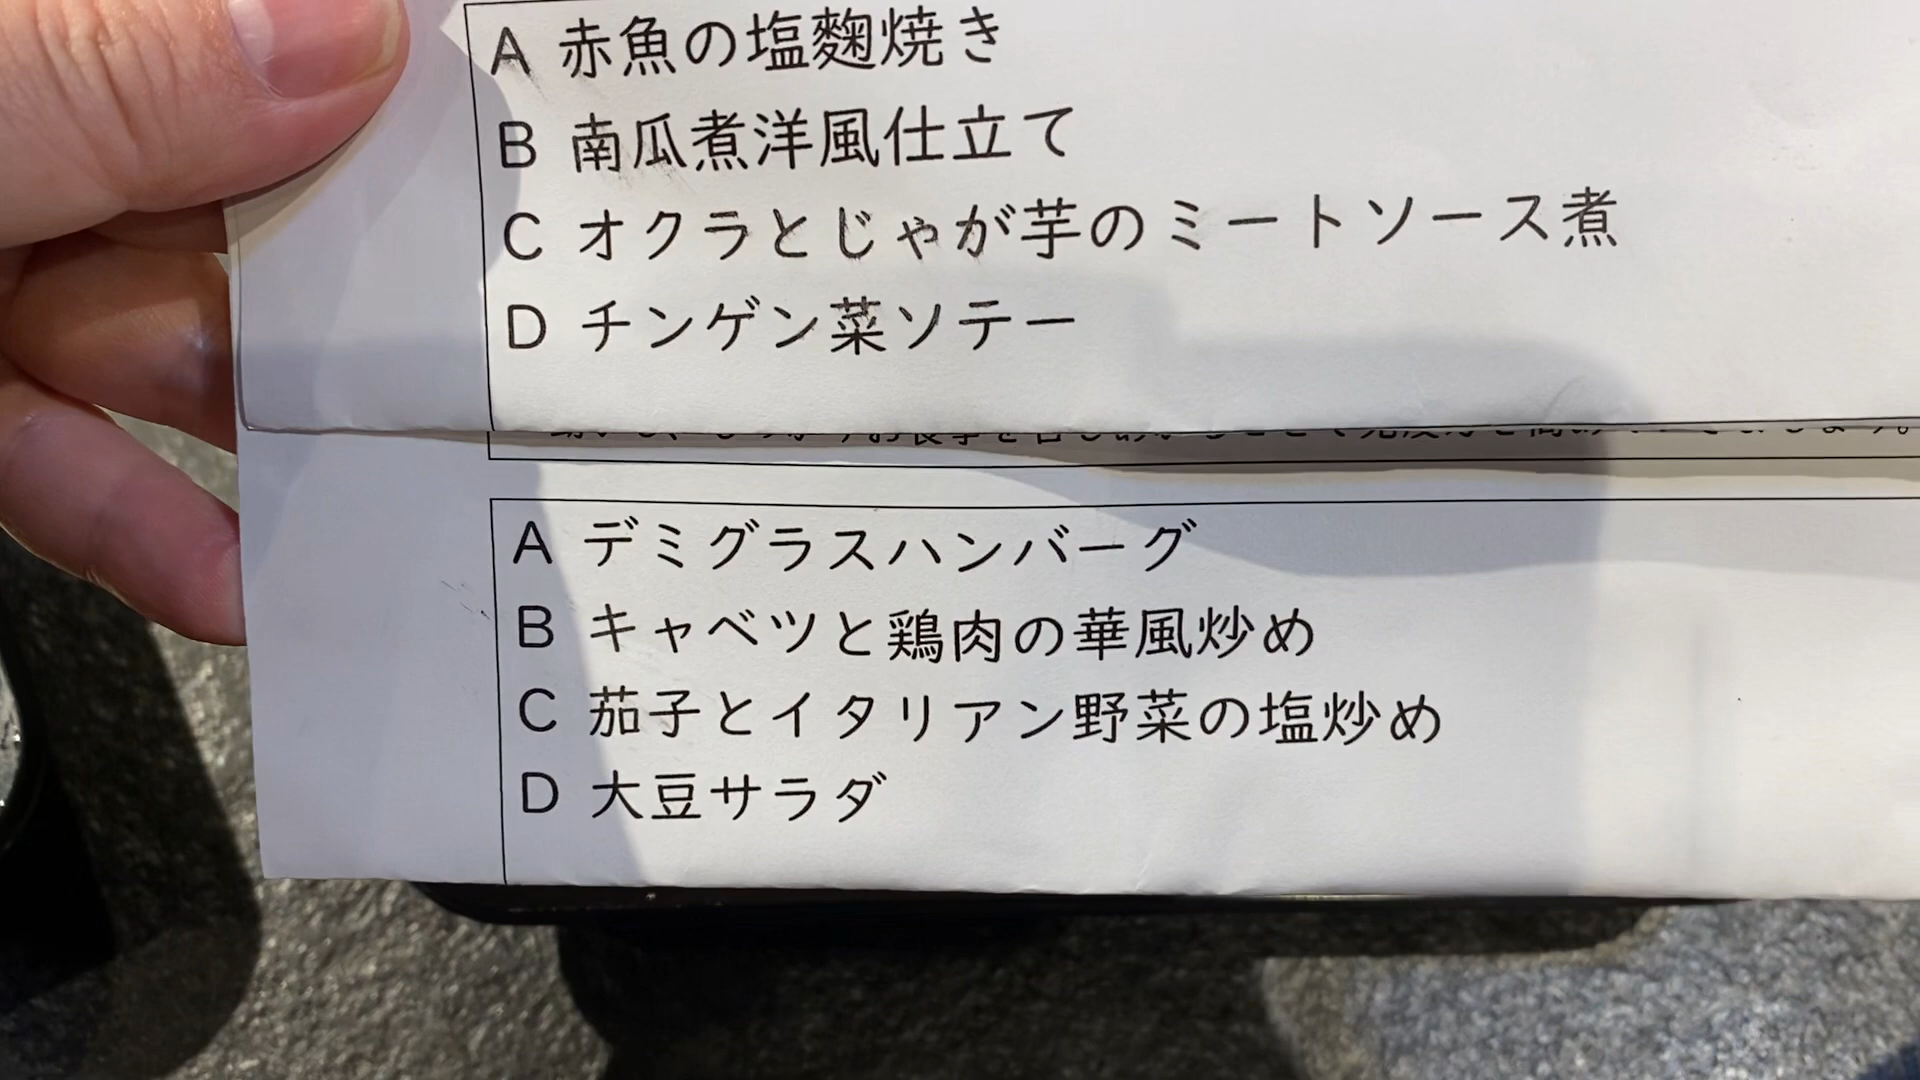 A 赤魚の塩麴焼き
B 南瓜煮洋風仕立て
C オクラとじゃが芋のミートソース煮
D チンゲン菜ソテー
A デミグラスハンバーグ
B キャベツと鶏肉の華風炒め
C 茄子とイタリアン野菜の塩炒め
D 大豆サラダ